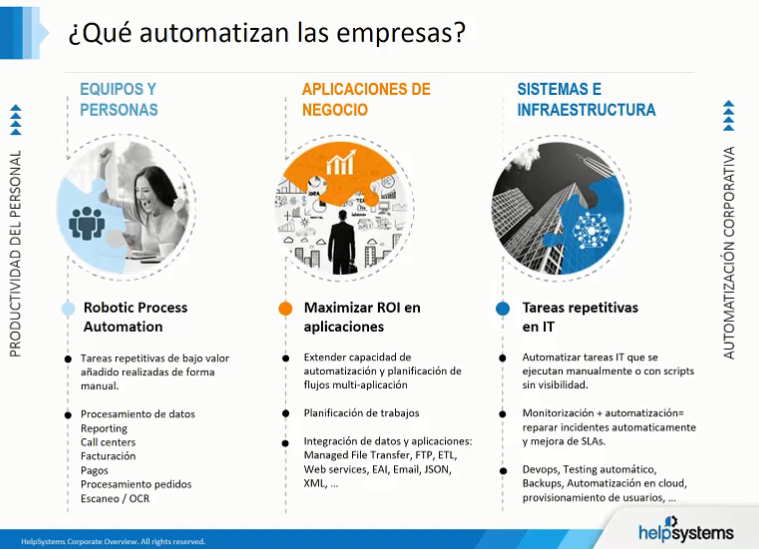 ¿Qué automatizan las empresas?
PRODUCTIVIDAD DEL PERSONAL
EQUIPOS Y
PERSONAS
Robotic Process
Automation
Tareas repetitivas de bajo valor
añadido realizadas de forma
manual.
Procesamiento de datos
Reporting
Call centers
Facturación
Pagos
Procesamiento pedidos
Escaneo / OCR
APLICACIONES DE
NEGOCIO
IDEA
Maximizar ROI en
aplicaciones
Extender capacidad de
automatización y planificación de
flujos multi-aplicación
Planificación de trabajos
Integración de datos y aplicaciones:
Managed File Transfer, FTP, ETL,
Web services, EAI, Email, JSON,
XML, ...
SISTEMAS E
INFRAESTRUCTURA
Tareas repetitivas
en IT
Automatizar tareas IT que se
ejecutan manualmente o con scripts
sin visibilidad.
Monitorización + automatización=
reparar incidentes automaticamente
y mejora de SLAs.
Devops, Testing automático,
Backups, Automatización en cloud,
provisionamiento de usuarios, ...
AUTOMATIZACIÓN CORPORATIVA
HelpSystems Corporate Overview. All rights reserved.
helpsystems